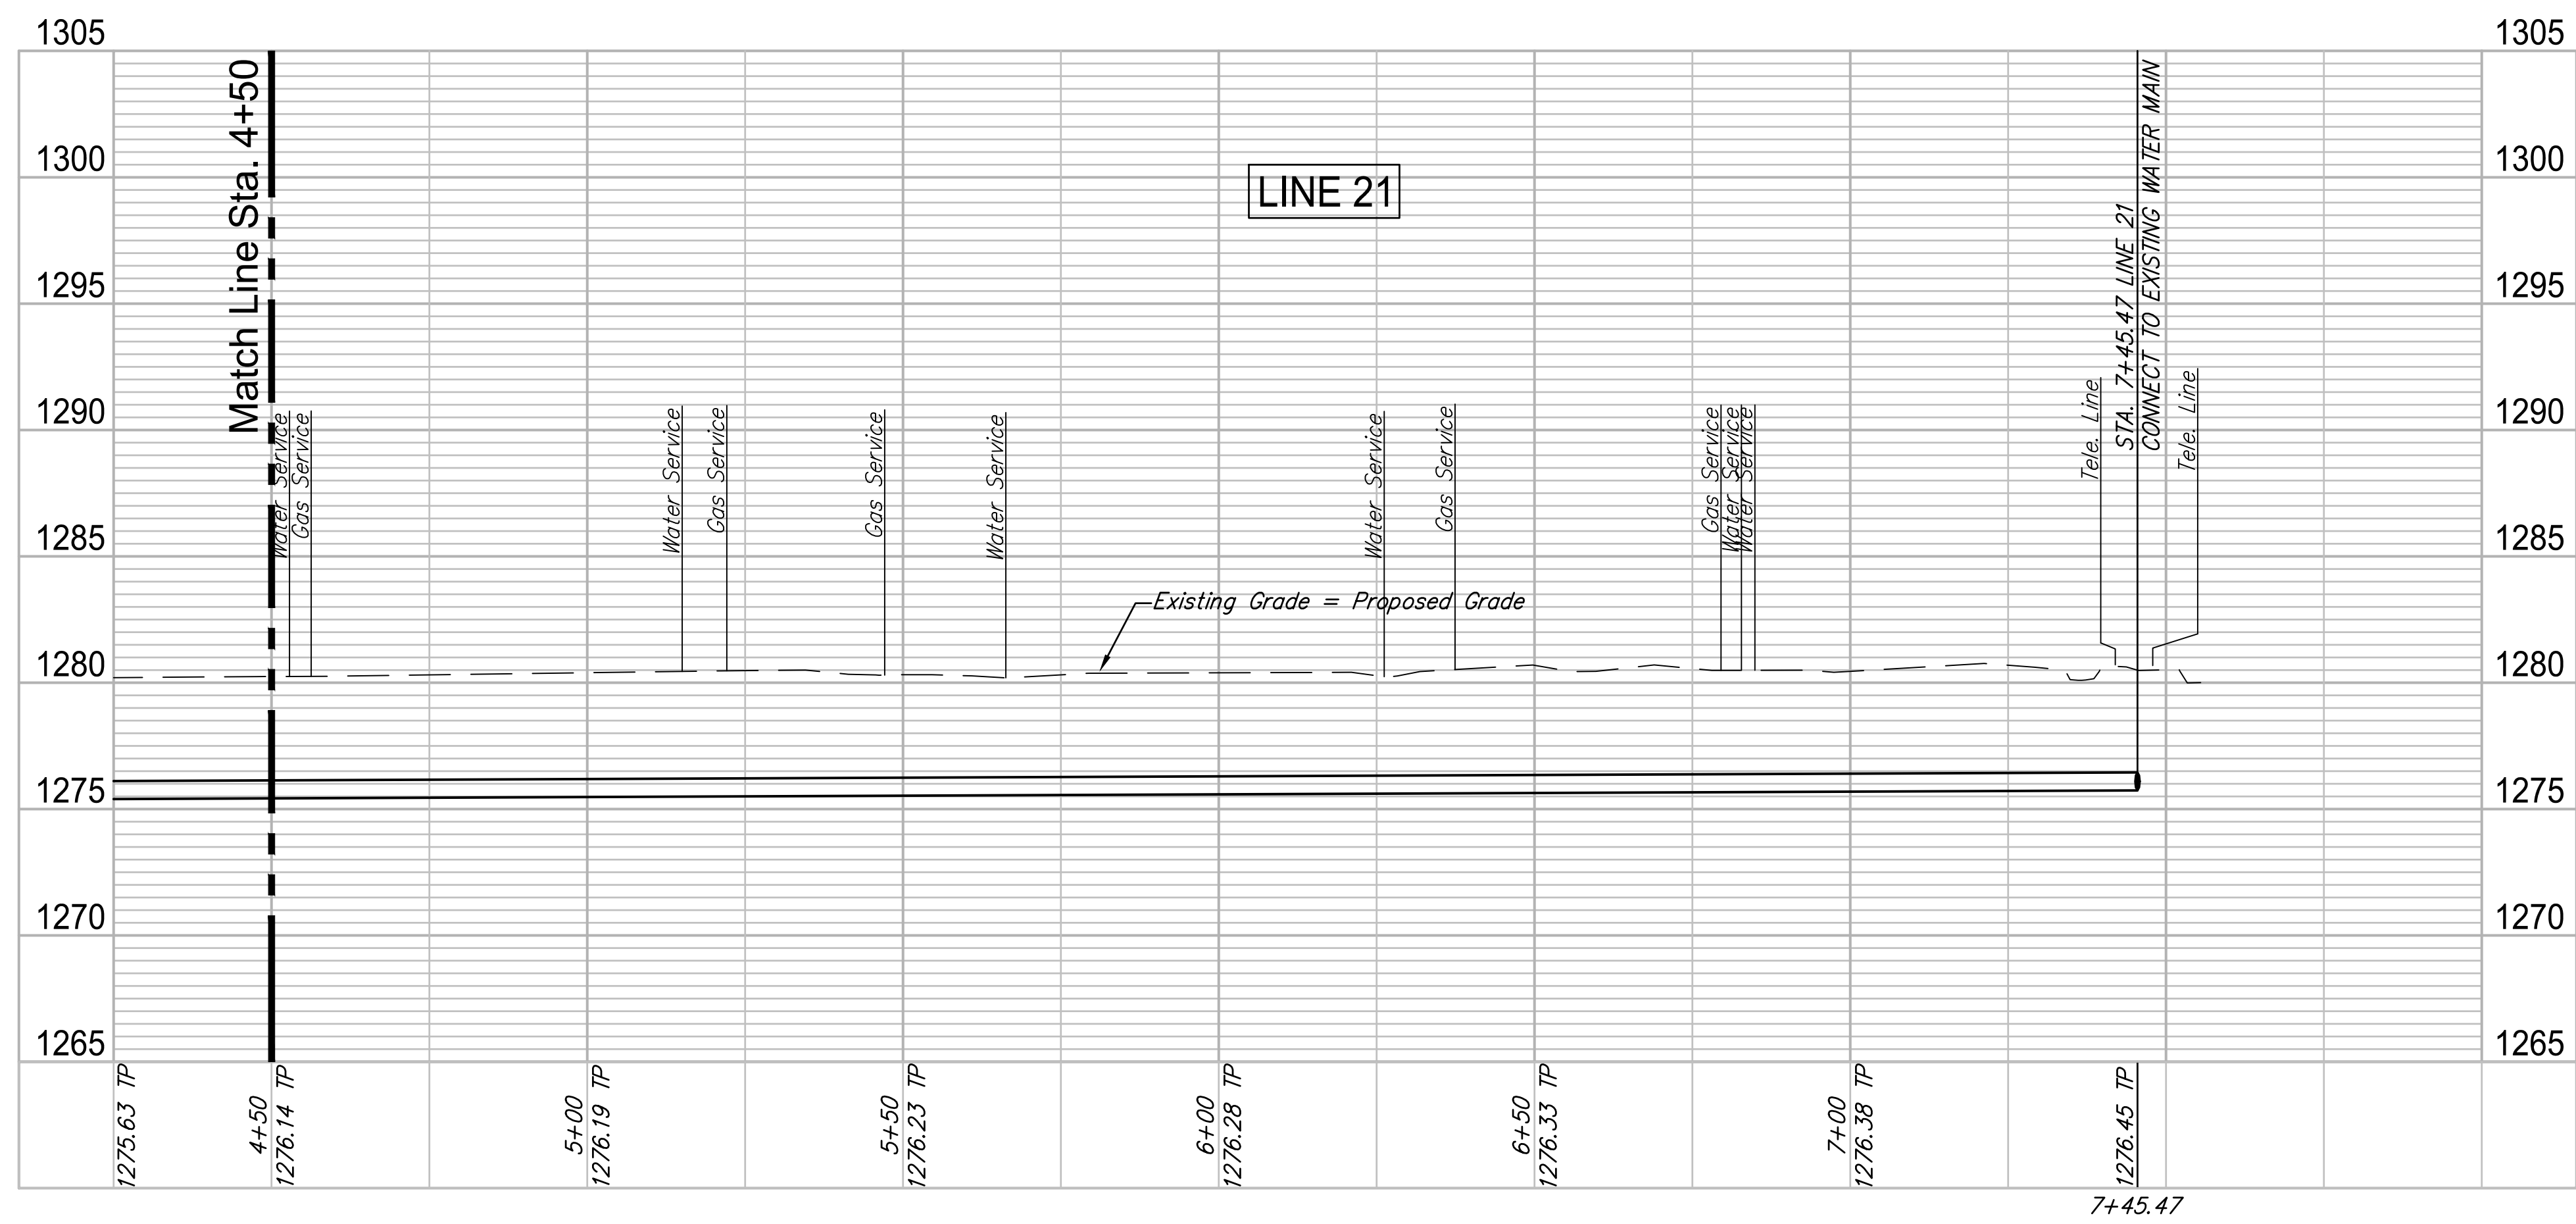 1305
1305
1300
1300
1295
1295
1290
1290
1285
1285
1280
1280
1275
1275
1270
1270
1265
1265
Match Line Sta. 4+50
LINE 21
Water Service
Gas Service
Water Service
Gas Service
Gas Service
Water Service
Water Service
Gas Service
Gas Service
Water Service
Water Service
Tele. Line
STA. 7+45.47 LINE 21
CONNECT TO EXISTING WATER MAIN
Tele. Line
Existing Grade = Proposed Grade
1275.63 TP
4+50
1276.14 TP
5+00
1276.19 TP
5+50
1276.23 TP
6+00
1276.28 TP
6+50
1276.33 TP
7+00
1276.38 TP
1276.45 TP
7+45.47